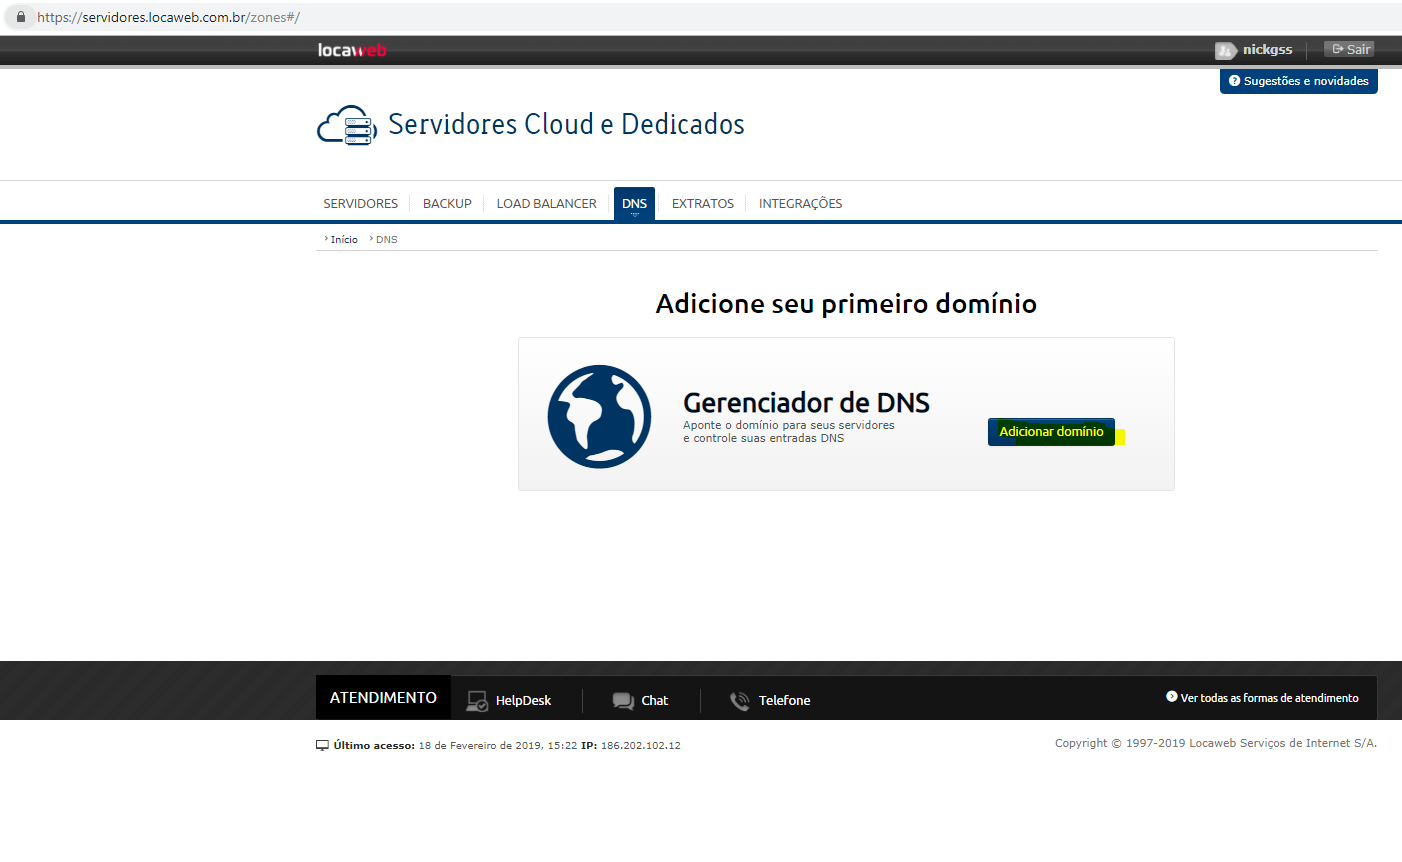 https://servidores.locaweb.com.br/zones#/
locaweb
nickgss
Sair
Sugestões e novidades
Servidores Cloud e Dedicados
SERVIDORES BACKUP LOAD BALANCER DNS EXTRATOS INTEGRAÇÕES
Início DNS
Adicione seu primeiro domínio
Gerenciador de DNS
Aponte o domínio para seus servidores
e controle suas entradas DNS
Adicionar domínio
ATENDIMENTO HelpDesk Chat Telefone Ver todas as formas de atendimento
Último acesso: 18 de Fevereiro de 2019, 15:22 IP: 186.202.102.12
Copyright © 1997-2019 Locaweb Serviços de Internet S/A.